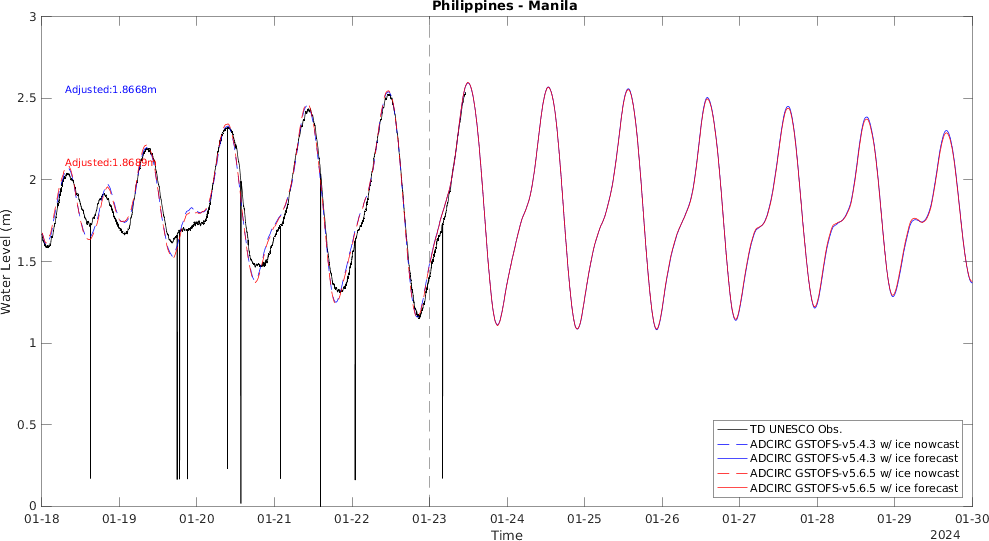 Philippines - Manila
3
2.5
2
1.5
1
0.5
0
Water Level (m)
Adjusted:1.8668m
Adjusted:1.8689m
TD UNESCO Obs.
ADCIRC GSTOFS-v5.4.3 w/ ice nowcast
ADCIRC GSTOFS-v5.4.3 w/ ice forecast
ADCIRC GSTOFS-v5.6.5 w/ ice nowcast
ADCIRC GSTOFS-v5.6.5 w/ ice forecast
01-18 01-19 01-20 01-21 01-22 01-23 01-24 01-25 01-26 01-27 01-28 01-29 01-30
Time
2024